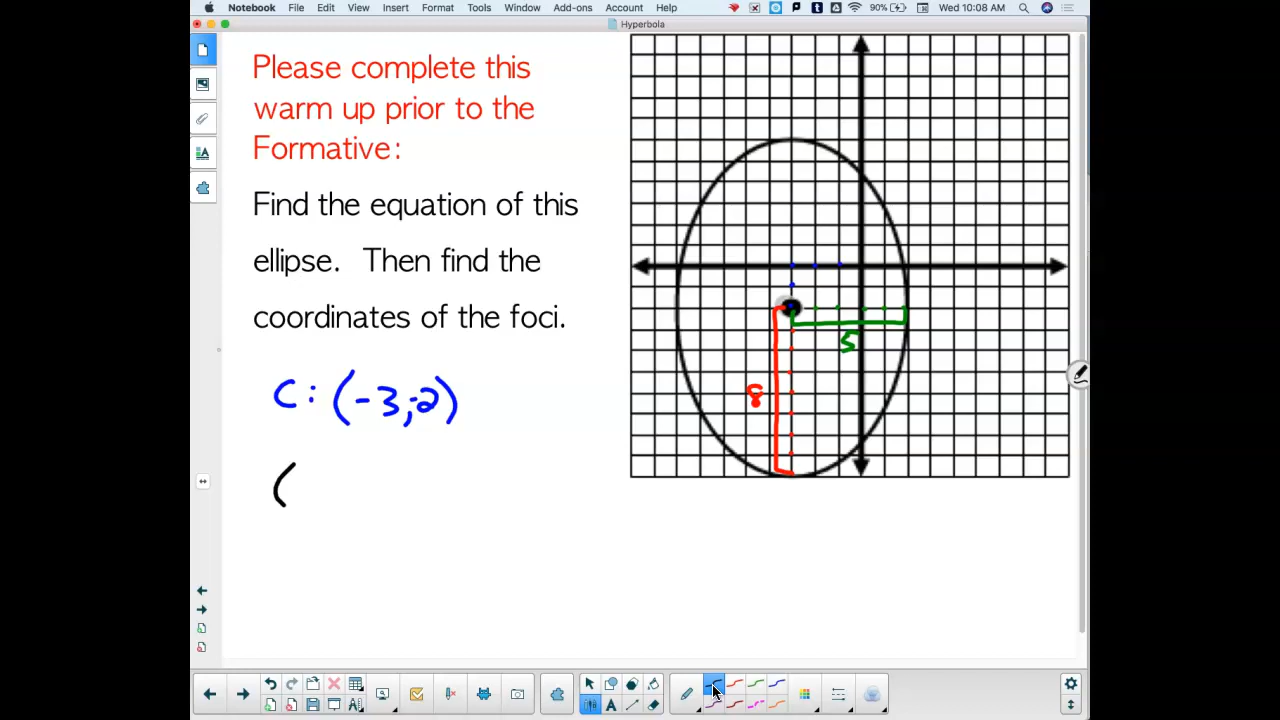 Notebook File Edit View Insert Format Tools Window Add-ons Account Help 90% Wed 10:08 AM
Hyperbola
Please complete this
warm up prior to the
Formative:
Find the equation of this
ellipse. Then find the
coordinates of the foci.
C: (-3,-2)
(
5
8